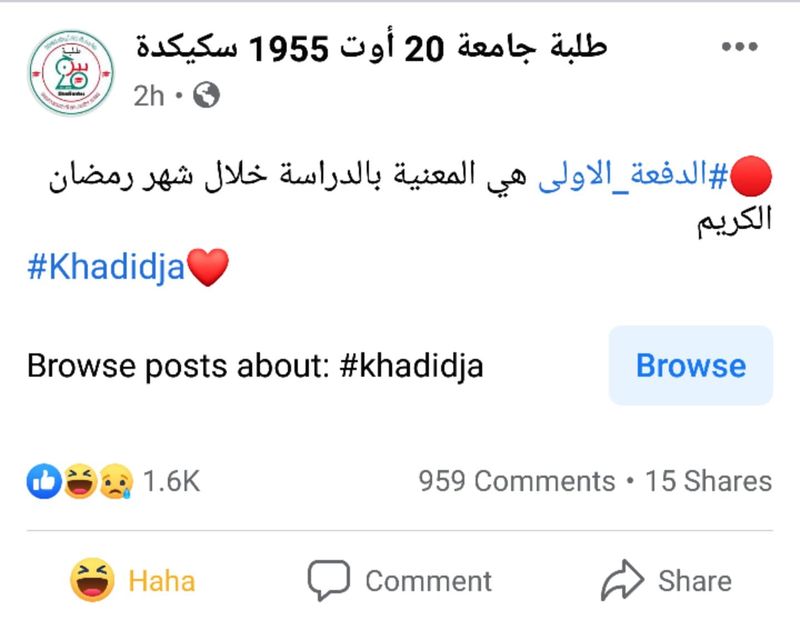 طلبة جامعة 20 أوت 1955 سكيكدة
2h
#الدفعة_الاولى هي المعنية بالدراسة خلال شهر رمضان
الكريم
#Khadidja
Browse posts about: #khadidja
Browse
1.6K
959 Comments • 15 Shares
Haha
Comment
Share